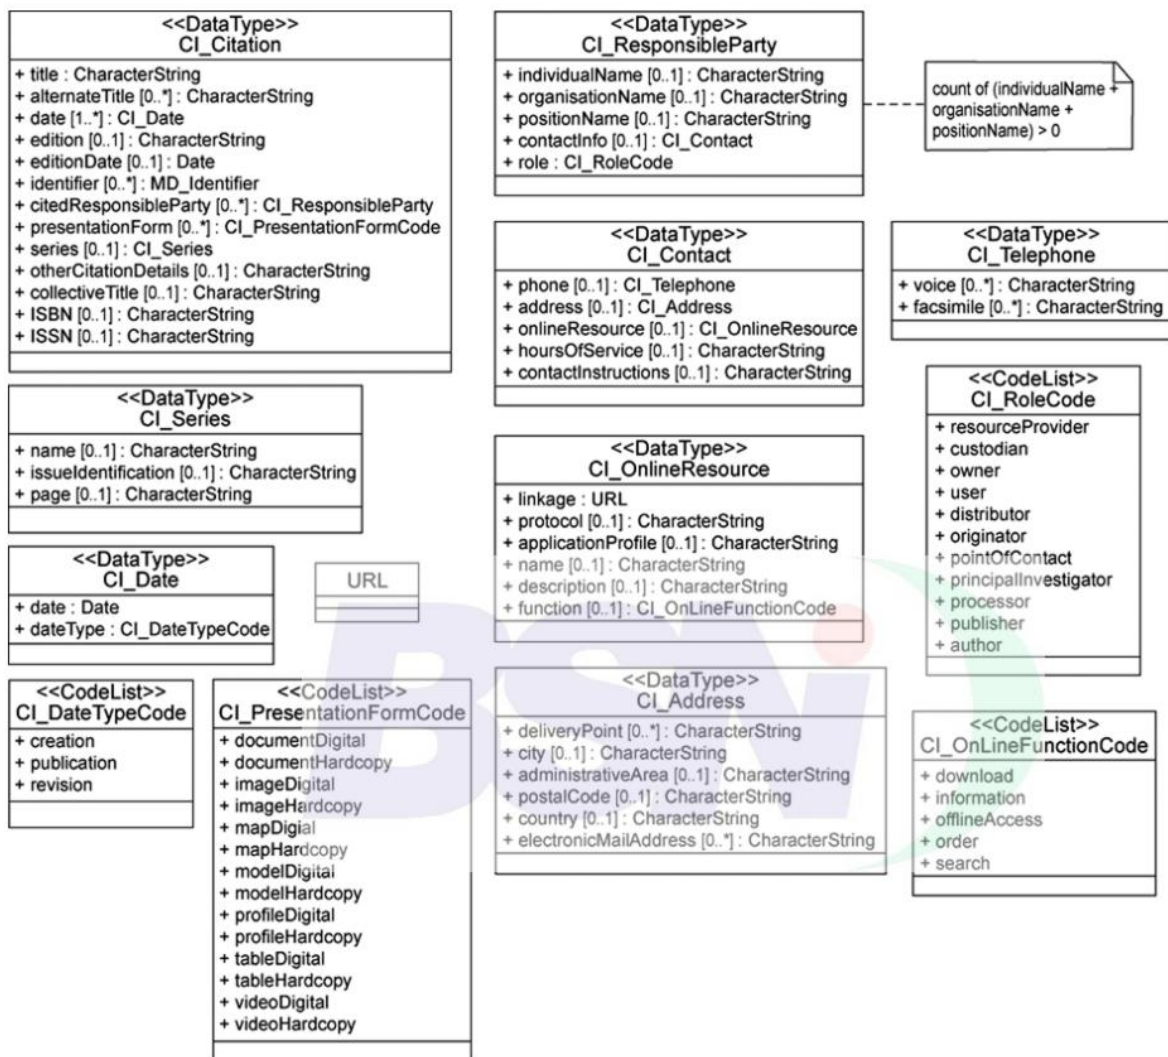 <<DataType>>
CI_Citation
+ title : CharacterString
+ alternateTitle [0..*] : CharacterString
+ date [1..*] : CI_Date
+ edition [0..1] : CharacterString
+ editionDate [0..1] : Date
+ identifier [0..*] : MD_Identifier
+ citedResponsibleParty [0..*] : CI_ResponsibleParty
+ presentationForm [0..*] : CI_PresentationFormCode
+ series [0..1] : CI_Series
+ otherCitationDetails [0..1] : CharacterString
+ collectiveTitle [0..1] : CharacterString
+ ISBN [0..1] : CharacterString
+ ISSN [0..1] : CharacterString
<<DataType>>
CI_ResponsibleParty
+ individualName [0..1] : CharacterString
+ organisationName [0..1] : CharacterString
+ positionName [0..1] : CharacterString
+ contactInfo [0..1] : CI_Contact
+ role : CI_RoleCode
count of (individualName +
organisationName +
positionName) > 0
<<DataType>>
CI_Contact
+ phone [0..1] : CI_Telephone
+ address [0..1] : CI_Address
+ onlineResource [0..1] : CI_OnlineResource
+ hoursOfService [0..1] : CharacterString
+ contactInstructions [0..1] : CharacterString
<<DataType>>
CI_Telephone
+ voice [0..*] : CharacterString
+ facsimile [0..*] : CharacterString
<<DataType>>
CI_Series
+ name [0..1] : CharacterString
+ issueIdentification [0..1] : CharacterString
+ page [0..1] : CharacterString
<<DataType>>
CI_OnlineResource
+ linkage : URL
+ protocol [0..1] : CharacterString
+ applicationProfile [0..1] : CharacterString
+ name [0..1] : CharacterString
+ description [0..1] : CharacterString
+ function [0..1] : CI_OnLineFunctionCode
<<CodeList>>
CI_RoleCode
+ resourceProvider
+ custodian
+ owner
+ user
+ distributor
+ originator
+ pointOfContact
+ principalInvestigator
+ processor
+ publisher
+ author
<<DataType>>
CI_Date
+ date : Date
+ dateType : CI_DateTypeCode
URL
<<CodeList>>
CI_DateTypeCode
+ creation
+ publication
+ revision
<<CodeList>>
CI_PresentationFormCode
+ documentDigital
+ documentHardcopy
+ imageDigital
+ imageHardcopy
+ mapDigial
+ mapHardcopy
+ modelDigital
+ modelHardcopy
+ profileDigital
+ profileHardcopy
+ tableDigital
+ tableHardcopy
+ videoDigital
+ videoHardcopy
<<DataType>>
CI_Address
+ deliveryPoint [0..*] : CharacterString
+ city [0..1] : CharacterString
+ administrativeArea [0..1] : CharacterString
+ postalCode [0..1] : CharacterString
+ country [0..1] : CharacterString
+ electronicMailAddress [0..*] : CharacterString
<<CodeList>>
CI_OnLineFunctionCode
+ download
+ information
+ offlineAccess
+ order
+ search
BSNi